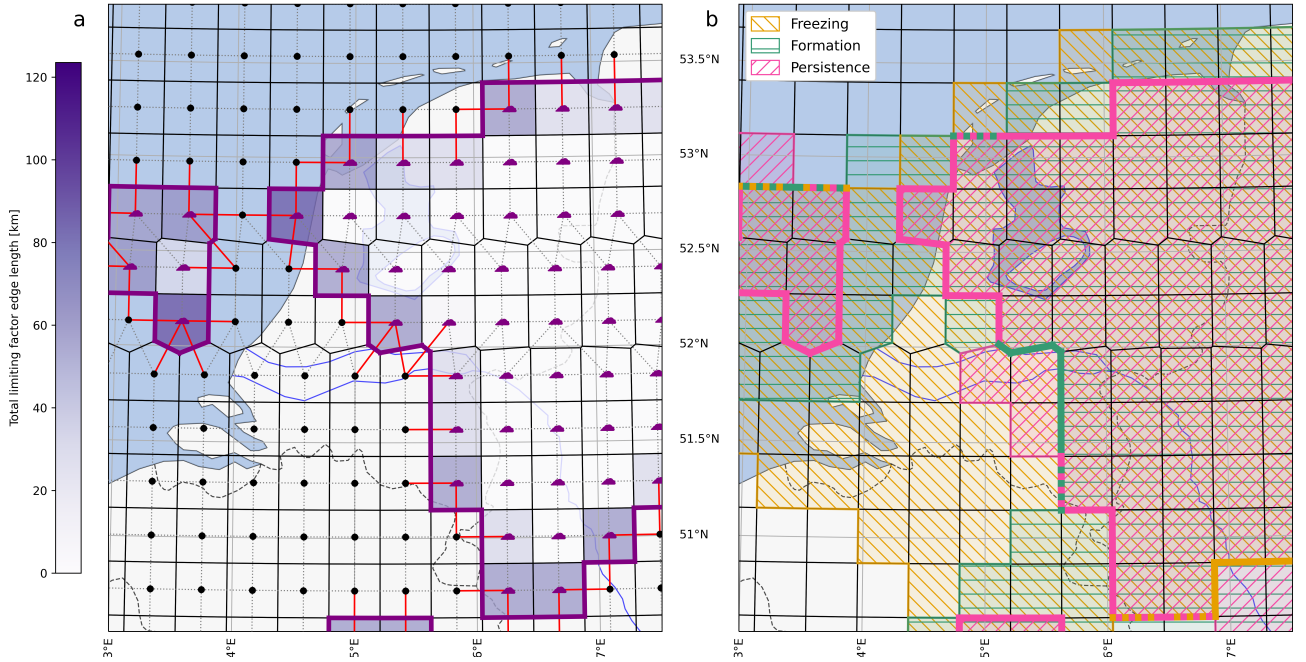 a
b
Total limiting factor edge length [km]
120
100
80
60
40
20
0
53.5°N
53°N
52.5°N
52°N
51.5°N
51°N
3°E
4°E
5°E
6°E
7°E
Freezing
Formation
Persistence
3°E
4°E
5°E
6°E
7°E